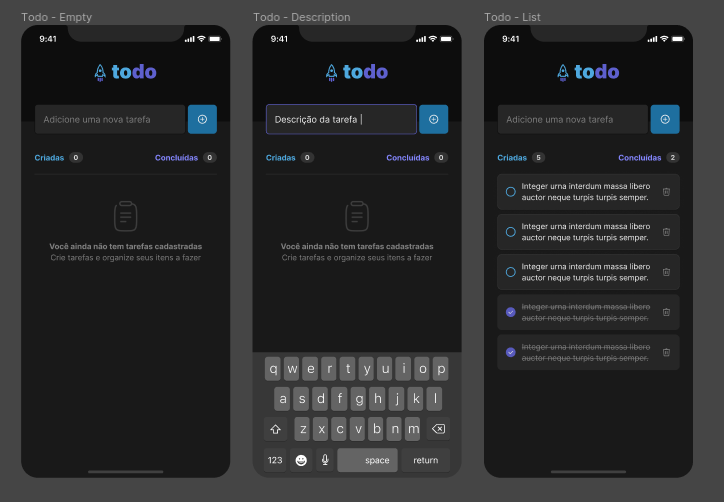 Todo - Empty
9:41
todo
Adicione uma nova tarefa
Criadas 0
Concluídas 0
Você ainda não tem tarefas cadastradas
Crie tarefas e organize seus itens a fazer
Todo - Description
9:41
todo
Descrição da tarefa
Criadas 0
Concluídas 0
Você ainda não tem tarefas cadastradas
Crie tarefas e organize seus itens a fazer
q w e r t y u i o p
a s d f g h j k l
z x c v b n m
123 space return
Todo - List
9:41
todo
Adicione uma nova tarefa
Criadas 5
Concluídas 2
Integer urna interdum massa libero
auctor neque turpis turpis semper.
Integer urna interdum massa libero
auctor neque turpis turpis semper.
Integer urna interdum massa libero
auctor neque turpis turpis semper.
Integer urna interdum massa libero
auctor neque turpis turpis semper.
Integer urna interdum massa libero
auctor neque turpis turpis semper.